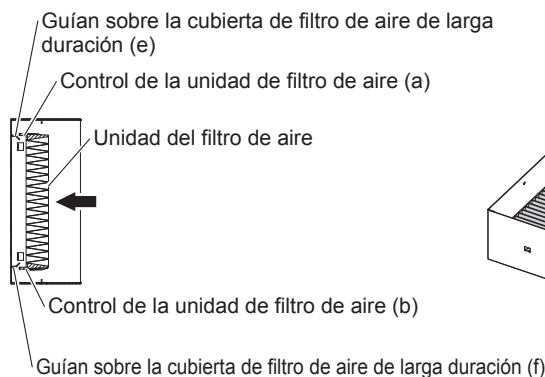 Guían sobre la cubierta de filtro de aire de larga
duración (e)
Control de la unidad de filtro de aire (a)
Unidad del filtro de aire
Control de la unidad de filtro de aire (b)
Guían sobre la cubierta de filtro de aire de larga duración (f)